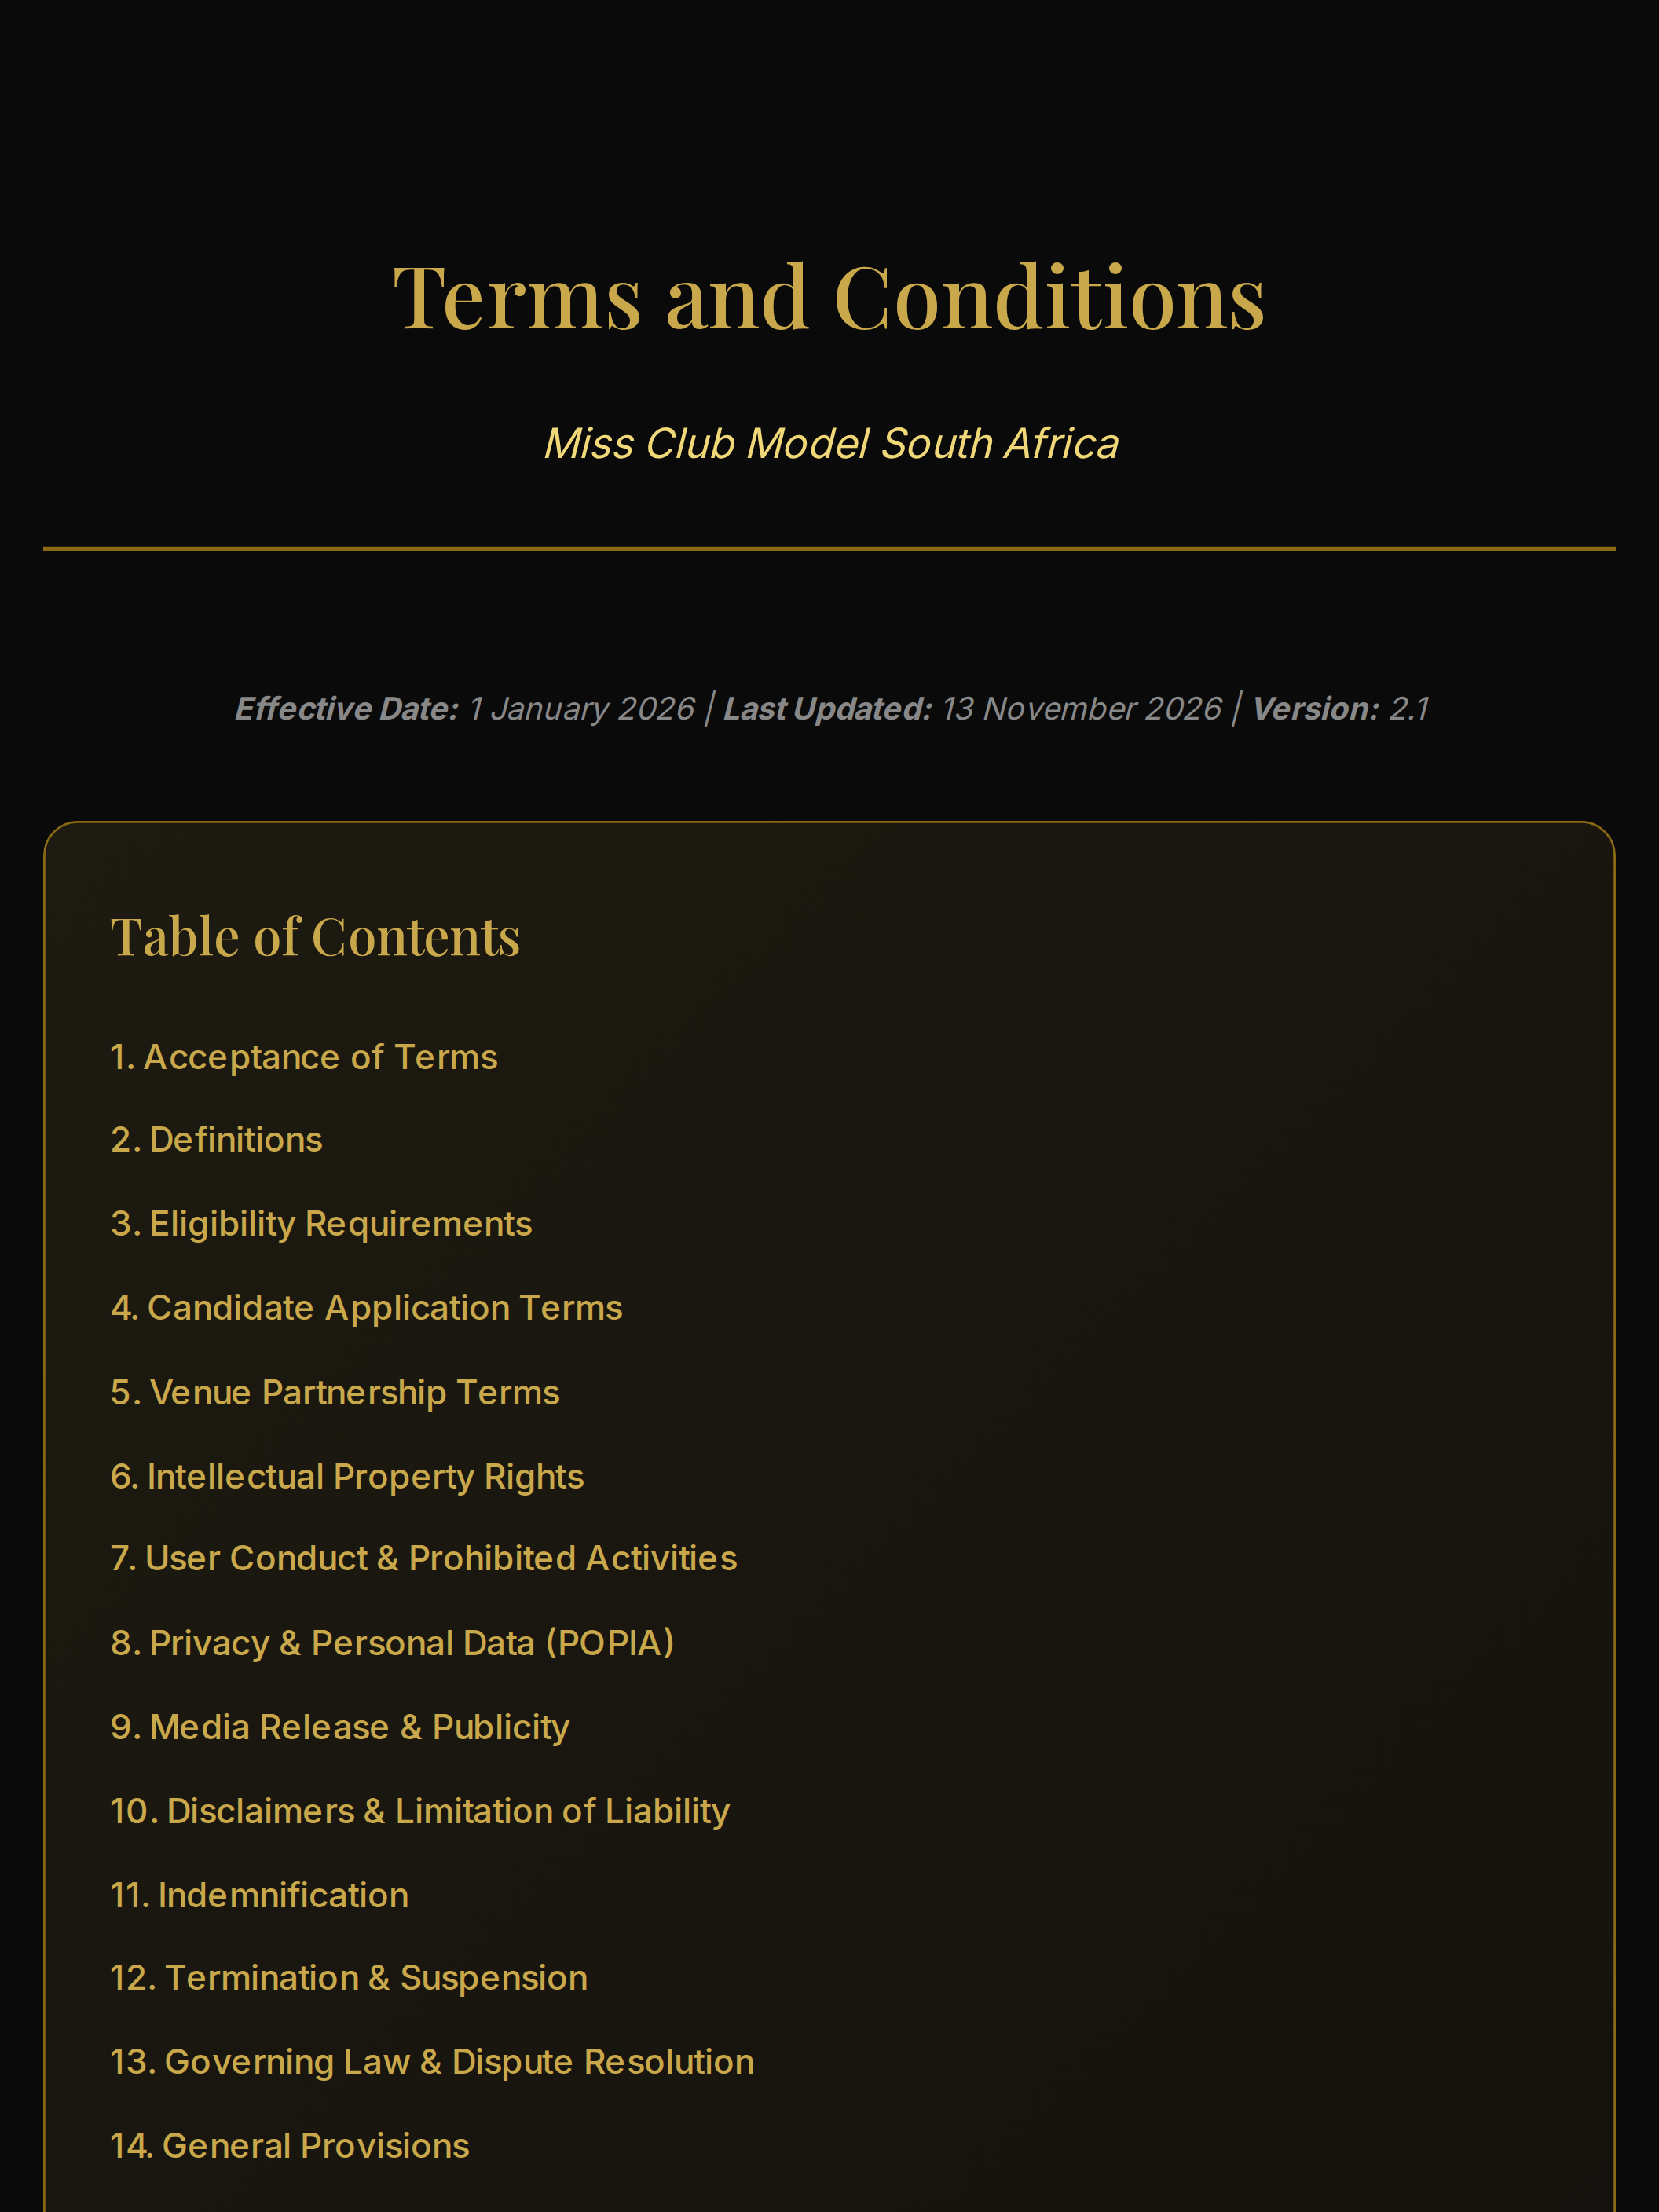 Terms and Conditions
Miss Club Model South Africa
Effective Date: 1 January 2026 | Last Updated: 13 November 2026 | Version: 2.1
Table of Contents
1. Acceptance of Terms
2. Definitions
3. Eligibility Requirements
4. Candidate Application Terms
5. Venue Partnership Terms
6. Intellectual Property Rights
7. User Conduct & Prohibited Activities
8. Privacy & Personal Data (POPIA)
9. Media Release & Publicity
10. Disclaimers & Limitation of Liability
11. Indemnification
12. Termination & Suspension
13. Governing Law & Dispute Resolution
14. General Provisions